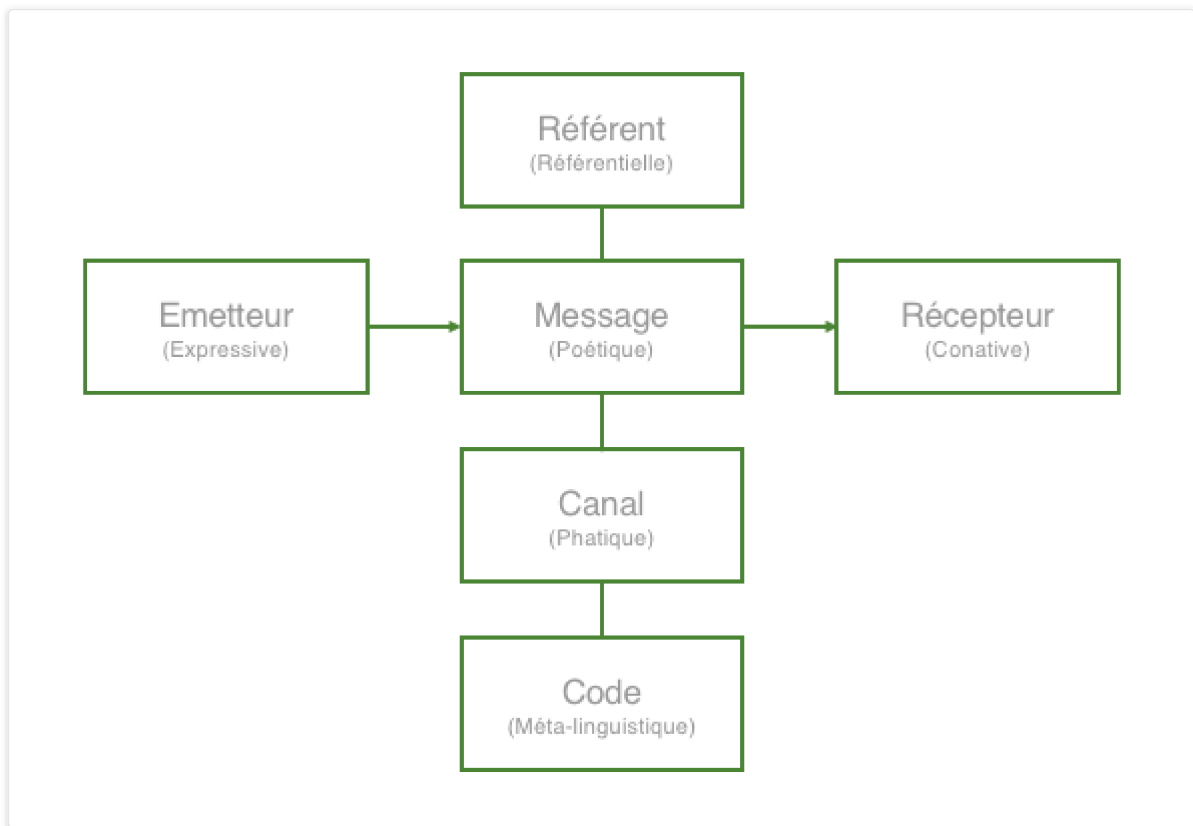 Référent
(Référentielle)
Emetteur
(Expressive)
Message
(Poétique)
Récepteur
(Conative)
Canal
(Phatique)
Code
(Méta-linguistique)